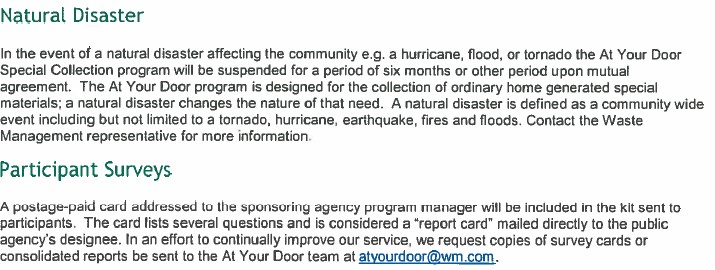 Natural Disaster
In the event of a natural disaster affecting the community e.g. a hurricane, flood, or tornado the At Your Door
Special Collection program will be suspended for a period of six months or other period upon mutual
agreement. The At Your Door program is designed for the collection of ordinary home generated special
materials; a natural disaster changes the nature of that need. A natural disaster is defined as a community wide
event including but not limited to a tornado, hurricane, earthquake, fires and floods. Contact the Waste
Management representative for more information.
Participant Surveys
A postage-paid card addressed to the sponsoring agency program manager will be included in the kit sent to
participants. The card lists several questions and is considered a "report card" mailed directly to the public
agency's designee. In an effort to continually improve our service, we request copies of survey cards or
consolidated reports be sent to the At Your Door team at atyourdoor@wm.com.